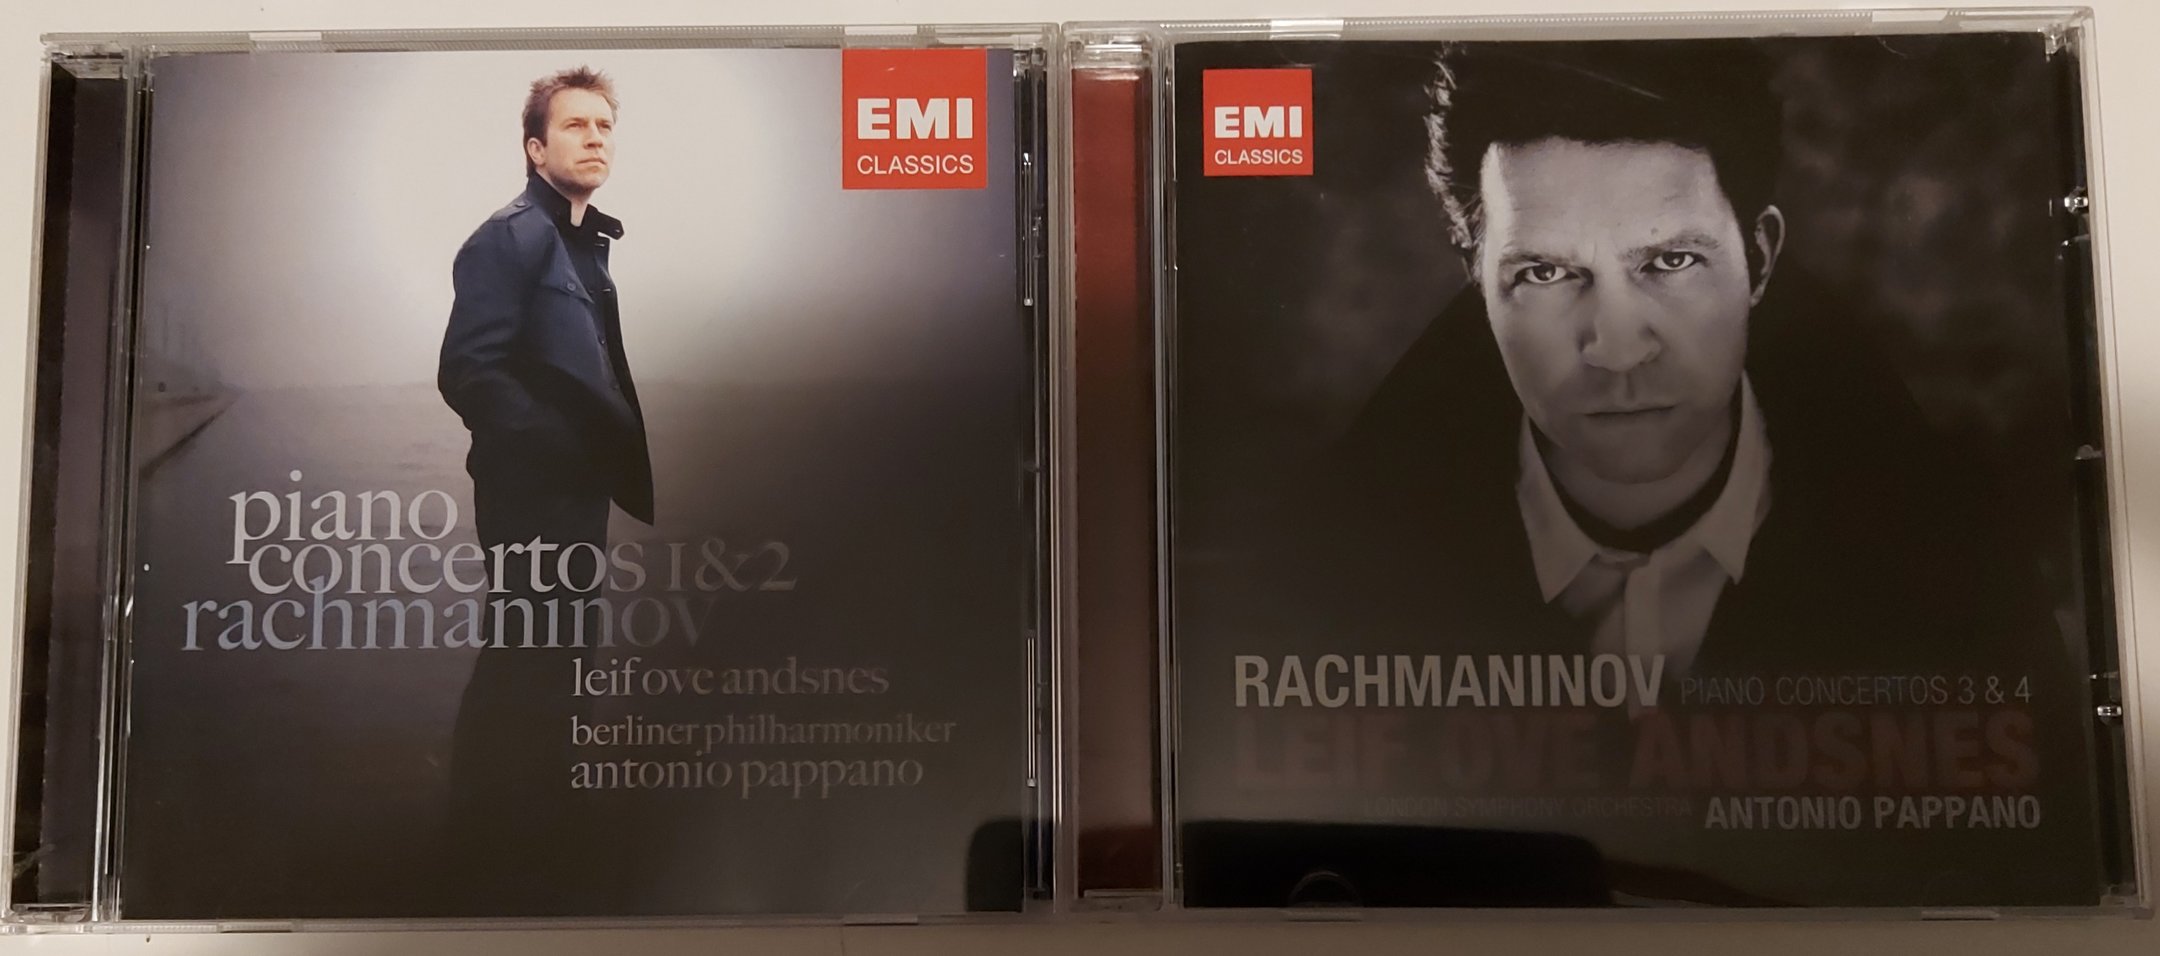 EMI
CLASSICS
piano
concertos 1&2
rachmaninov
leif ove andsnes
berliner philharmoniker
antonio pappano
EMI
CLASSICS
RACHMANINOV PIANO CONCERTOS 3 & 4
LEIF OVE ANDSNES
LONDON SYMPHONY ORCHESTRA ANTONIO PAPPANO